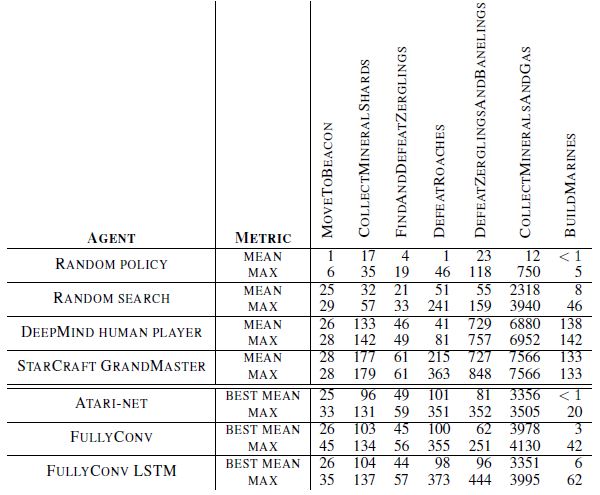 AGENT METRIC MOVETOBEACON COLLECTMINERALSHARDS FINDANDDEFEATZERGLINGS DEFEATROACHES DEFEATZERGLINGSANDBANELINGS COLLECTMINERALSANDGAS BUILDMARINES
RANDOM POLICY MEAN 1 17 4 1 23 12 < 1
MAX 6 35 19 46 118 750 5
RANDOM SEARCH MEAN 25 32 21 51 55 2318 8
MAX 29 57 33 241 159 3940 46
DEEPMIND HUMAN PLAYER MEAN 26 133 46 41 729 6880 138
MAX 28 142 49 81 757 6952 142
STARCRAFT GRANDMASTER MEAN 28 177 61 215 727 7566 133
MAX 28 179 61 363 848 7566 133
ATARI-NET BEST MEAN 25 96 49 101 81 3356 < 1
MAX 33 131 59 351 352 3505 20
FULLYCONV BEST MEAN 26 103 45 100 62 3978 3
MAX 45 134 56 355 251 4130 42
FULLYCONV LSTM BEST MEAN 26 104 44 98 96 3351 6
MAX 35 137 57 373 444 3995 62